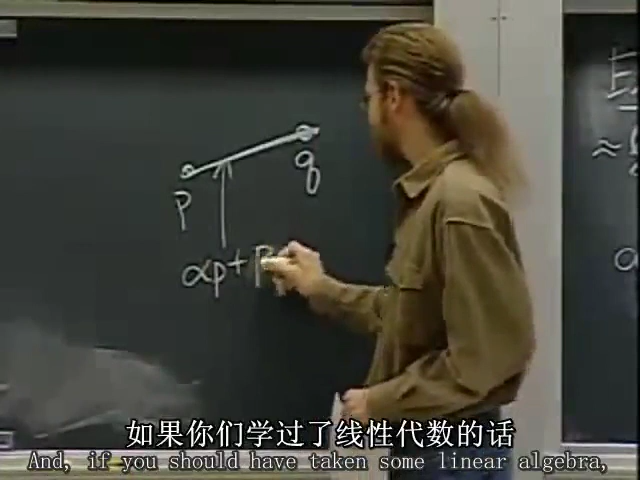 p
q
αp+
如果你们学过了线性代数的话
And, if you should have taken some linear algebra,